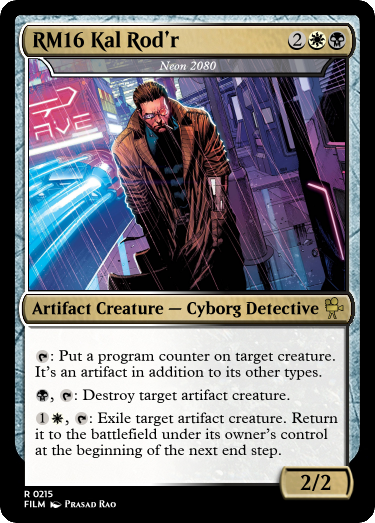 RM16 Kal Rod'r 2
Neon 2080
AVE
Artifact Creature — Cyborg Detective
: Put a program counter on target creature.
It's an artifact in addition to its other types.
, : Destroy target artifact creature.
1 , : Exile target artifact creature. Return
it to the battlefield under its owner's control
at the beginning of the next end step.
2/2
R 0215
FILM Prasad Rao